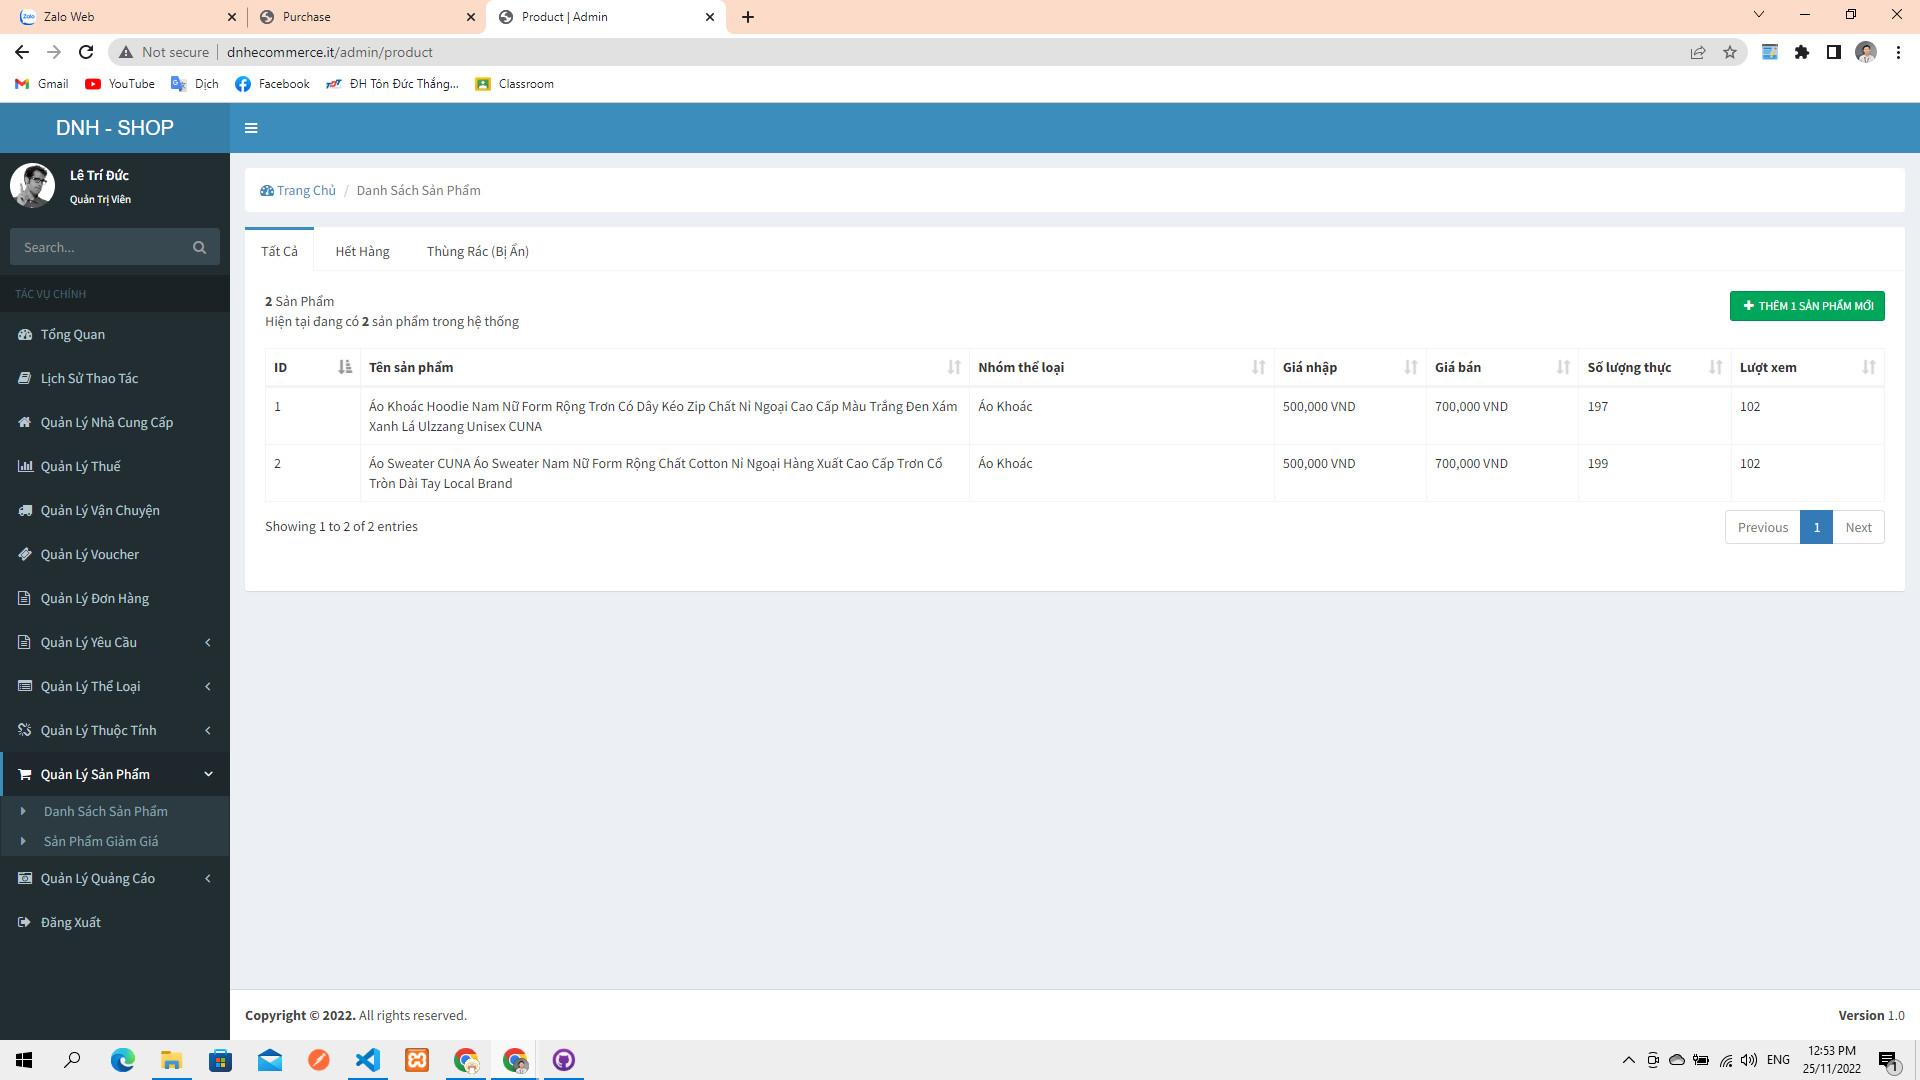 Zalo Web
Purchase
Product | Admin
Not secure
dnhecommerce.it/admin/product
Gmail
YouTube
Dịch
Facebook
ĐH Tôn Đức Thắng...
Classroom
DNH - SHOP
Lê Trí Đức
Quản Trị Viên
Search...
TÁC VỤ CHÍNH
Tổng Quan
Lịch Sử Thao Tác
Quản Lý Nhà Cung Cấp
Quản Lý Thuế
Quản Lý Vận Chuyện
Quản Lý Voucher
Quản Lý Đơn Hàng
Quản Lý Yêu Cầu
Quản Lý Thể Loại
Quản Lý Thuộc Tính
Quản Lý Sản Phẩm
Danh Sách Sản Phẩm
Sản Phẩm Giảm Giá
Quản Lý Quảng Cáo
Đăng Xuất
Trang Chủ / Danh Sách Sản Phẩm
Tất Cả
Hết Hàng
Thùng Rác (Bị Ẩn)
2 Sản Phẩm
Hiện tại đang có 2 sản phẩm trong hệ thống
THÊM 1 SẢN PHẨM MỚI
ID Tên sản phẩm Nhóm thể loại Giá nhập Giá bán Số lượng thực Lượt xem
1 Áo Khoác Hoodie Nam Nữ Form Rộng Trơn Có Dây Kéo Zip Chất Nỉ Ngoại Cao Cấp Màu Trắng Đen Xám Áo Khoác 500,000 VND 700,000 VND 197 102
Xanh Lá Ulzzang Unisex CUNA
2 Áo Sweater CUNA Áo Sweater Nam Nữ Form Rộng Chất Cotton Nỉ Ngoại Hàng Xuất Cao Cấp Trơn Cổ Áo Khoác 500,000 VND 700,000 VND 199 102
Tròn Dài Tay Local Brand
Showing 1 to 2 of 2 entries
Previous 1 Next
Copyright © 2022. All rights reserved.
Version 1.0
ENG
12:53 PM
25/11/2022
1